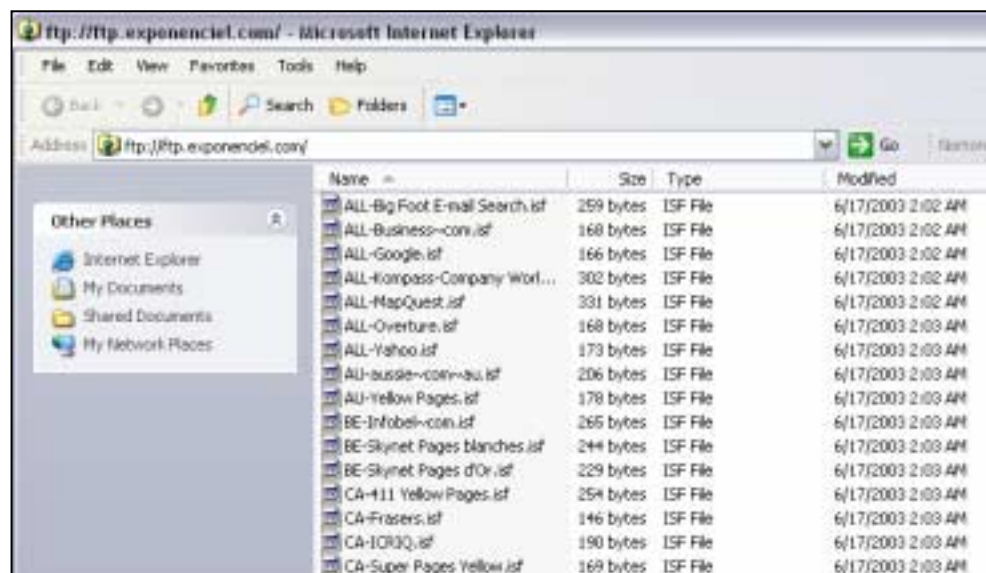 ftp://ftp.exponenciel.com/ - Microsoft Internet Explorer
File Edit View Favorites Tools Help
Back Search Folders
Address ftp://ftp.exponenciel.com/ Go Norton
Other Places
Internet Explorer
My Documents
Shared Documents
My Network Places
Name Size Type Modified
ALL-Big Foot E-mail Search.isf 259 bytes ISF File 6/17/2003 2:02 AM
ALL-Business~com.isf 168 bytes ISF File 6/17/2003 2:02 AM
ALL-Google.isf 166 bytes ISF File 6/17/2003 2:02 AM
ALL-Kompass-Company Worl... 302 bytes ISF File 6/17/2003 2:02 AM
ALL-MapQuest.isf 331 bytes ISF File 6/17/2003 2:02 AM
ALL-Overture.isf 168 bytes ISF File 6/17/2003 2:02 AM
ALL-Yahoo.isf 173 bytes ISF File 6/17/2003 2:03 AM
AU-aussie~com~au.isf 206 bytes ISF File 6/17/2003 2:03 AM
AU-Yellow Pages.isf 178 bytes ISF File 6/17/2003 2:03 AM
BE-Infobel~com.isf 265 bytes ISF File 6/17/2003 2:03 AM
BE-Skynet Pages blanches.isf 244 bytes ISF File 6/17/2003 2:03 AM
BE-Skynet Pages d'Or.isf 229 bytes ISF File 6/17/2003 2:03 AM
CA-411 Yellow Pages.isf 254 bytes ISF File 6/17/2003 2:03 AM
CA-Frasers.isf 146 bytes ISF File 6/17/2003 2:03 AM
CA-ICRIQ.isf 190 bytes ISF File 6/17/2003 2:03 AM
CA-Super Pages Yellow.isf 169 bytes ISF File 6/17/2003 2:03 AM